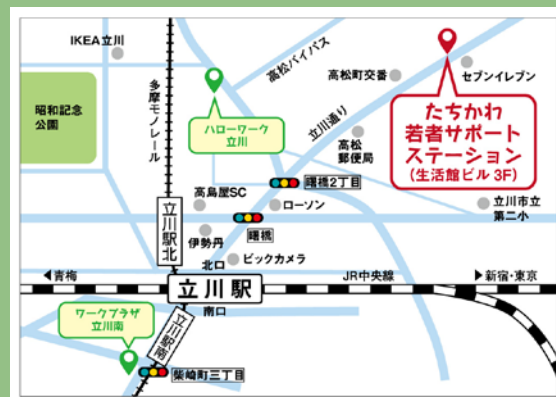 IKEA立川
昭和記念
公園
多摩モノレール
ハローワーク
立川
高松バイパス
高松町交番
セブンイレブン
たちかわ
若者サポート
ステーション
(生活館ビル3F)
立川通り
高松
郵便局
曙橋2丁目
高島屋SC
ローソン
立川市立
第二小
曙橋
伊勢丹
立川駅北
北口
ビックカメラ
青梅
JR中央線
新宿・東京
立川駅
南口
ワークプラザ
立川南
立川駅南
柴崎町三丁目